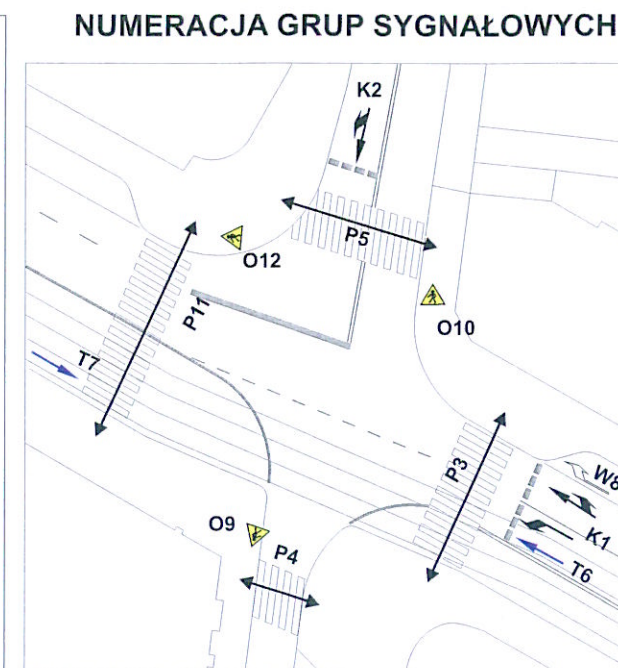 NUMERACJA GRUP SYGNAŁOWYCH
K2
P5
O12
O10
P11
T7
P3
W8
K1
T6
O9
P4